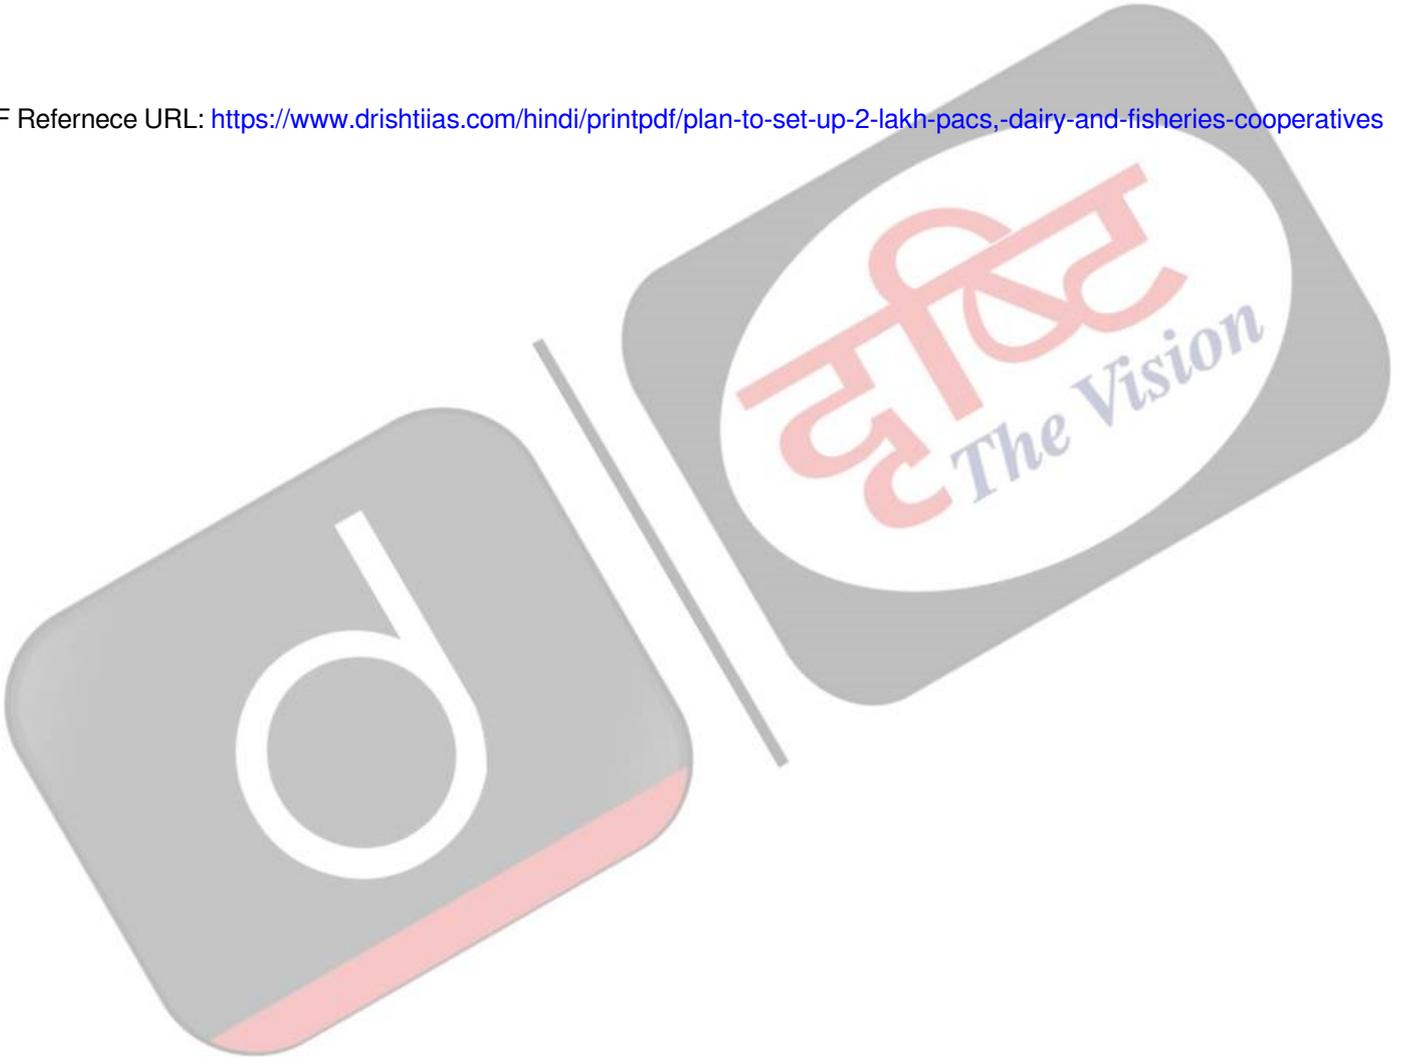 F Refernece URL: https://www.drishtiias.com/hindi/printpdf/plan-to-set-up-2-lakh-pacs,-dairy-and-fisheries-cooperatives
दृष्टि
The Vision
d